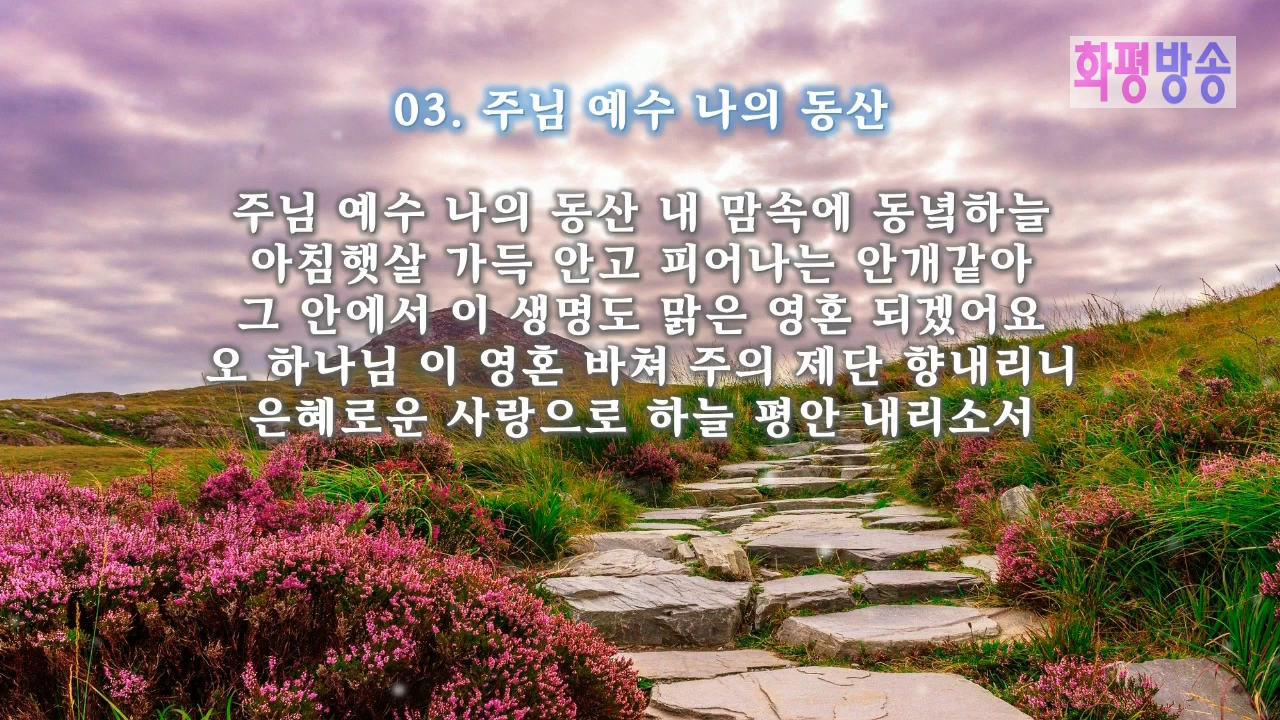 화평방송
03. 주님 예수 나의 동산
주님 예수 나의 동산 내 맘속에 동녘하늘
아침햇살 가득 안고 피어나는 안개같아
그 안에서 이 생명도 맑은 영혼 되겠어요
오 하나님 이 영혼 바쳐 주의 제단 향내리니
은혜로운 사랑으로 하늘 평안 내리소서